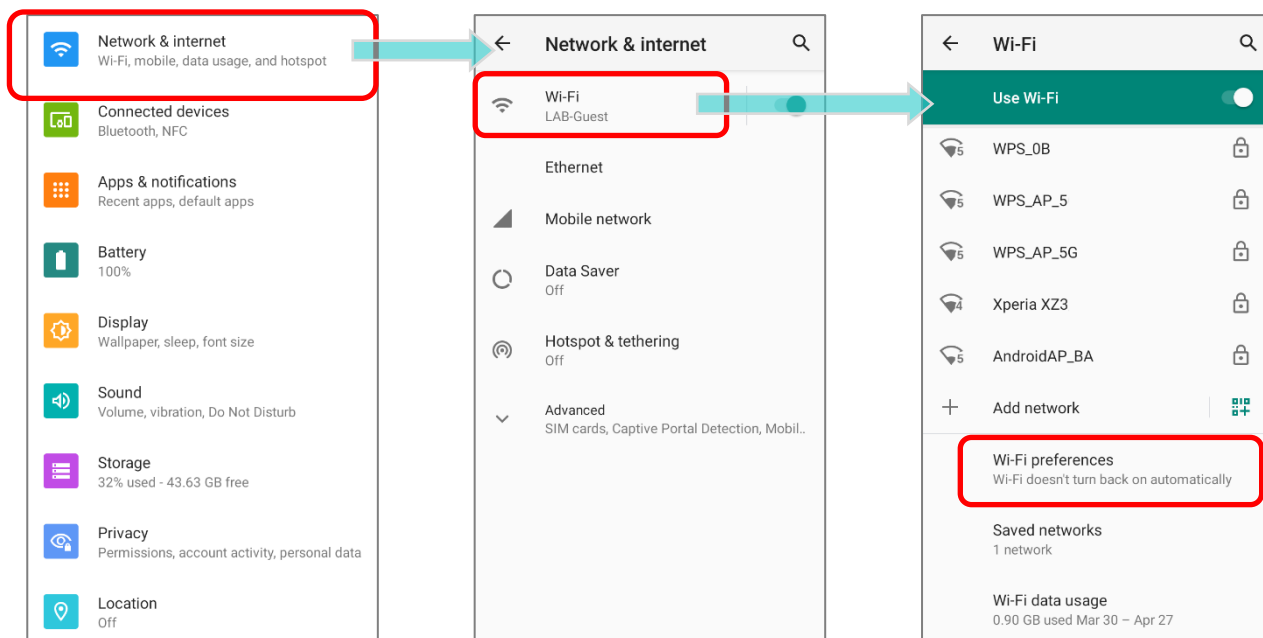 Network & internet
Wi-Fi, mobile, data usage, and hotspot
Connected devices
Bluetooth, NFC
Apps & notifications
Recent apps, default apps
Battery
100%
Display
Wallpaper, sleep, font size
Sound
Volume, vibration, Do Not Disturb
Storage
32% used - 43.63 GB free
Privacy
Permissions, account activity, personal data
Location
Off
Network & internet
Wi-Fi
LAB-Guest
Ethernet
Mobile network
Data Saver
Off
Hotspot & tethering
Off
Advanced
SIM cards, Captive Portal Detection, Mobil..
Wi-Fi
Use Wi-Fi
5 WPS_0B
5 WPS_AP_5
5 WPS_AP_5G
4 Xperia XZ3
5 AndroidAP_BA
Add network
Wi-Fi preferences
Wi-Fi doesn't turn back on automatically
Saved networks
1 network
Wi-Fi data usage
0.90 GB used Mar 30 – Apr 27